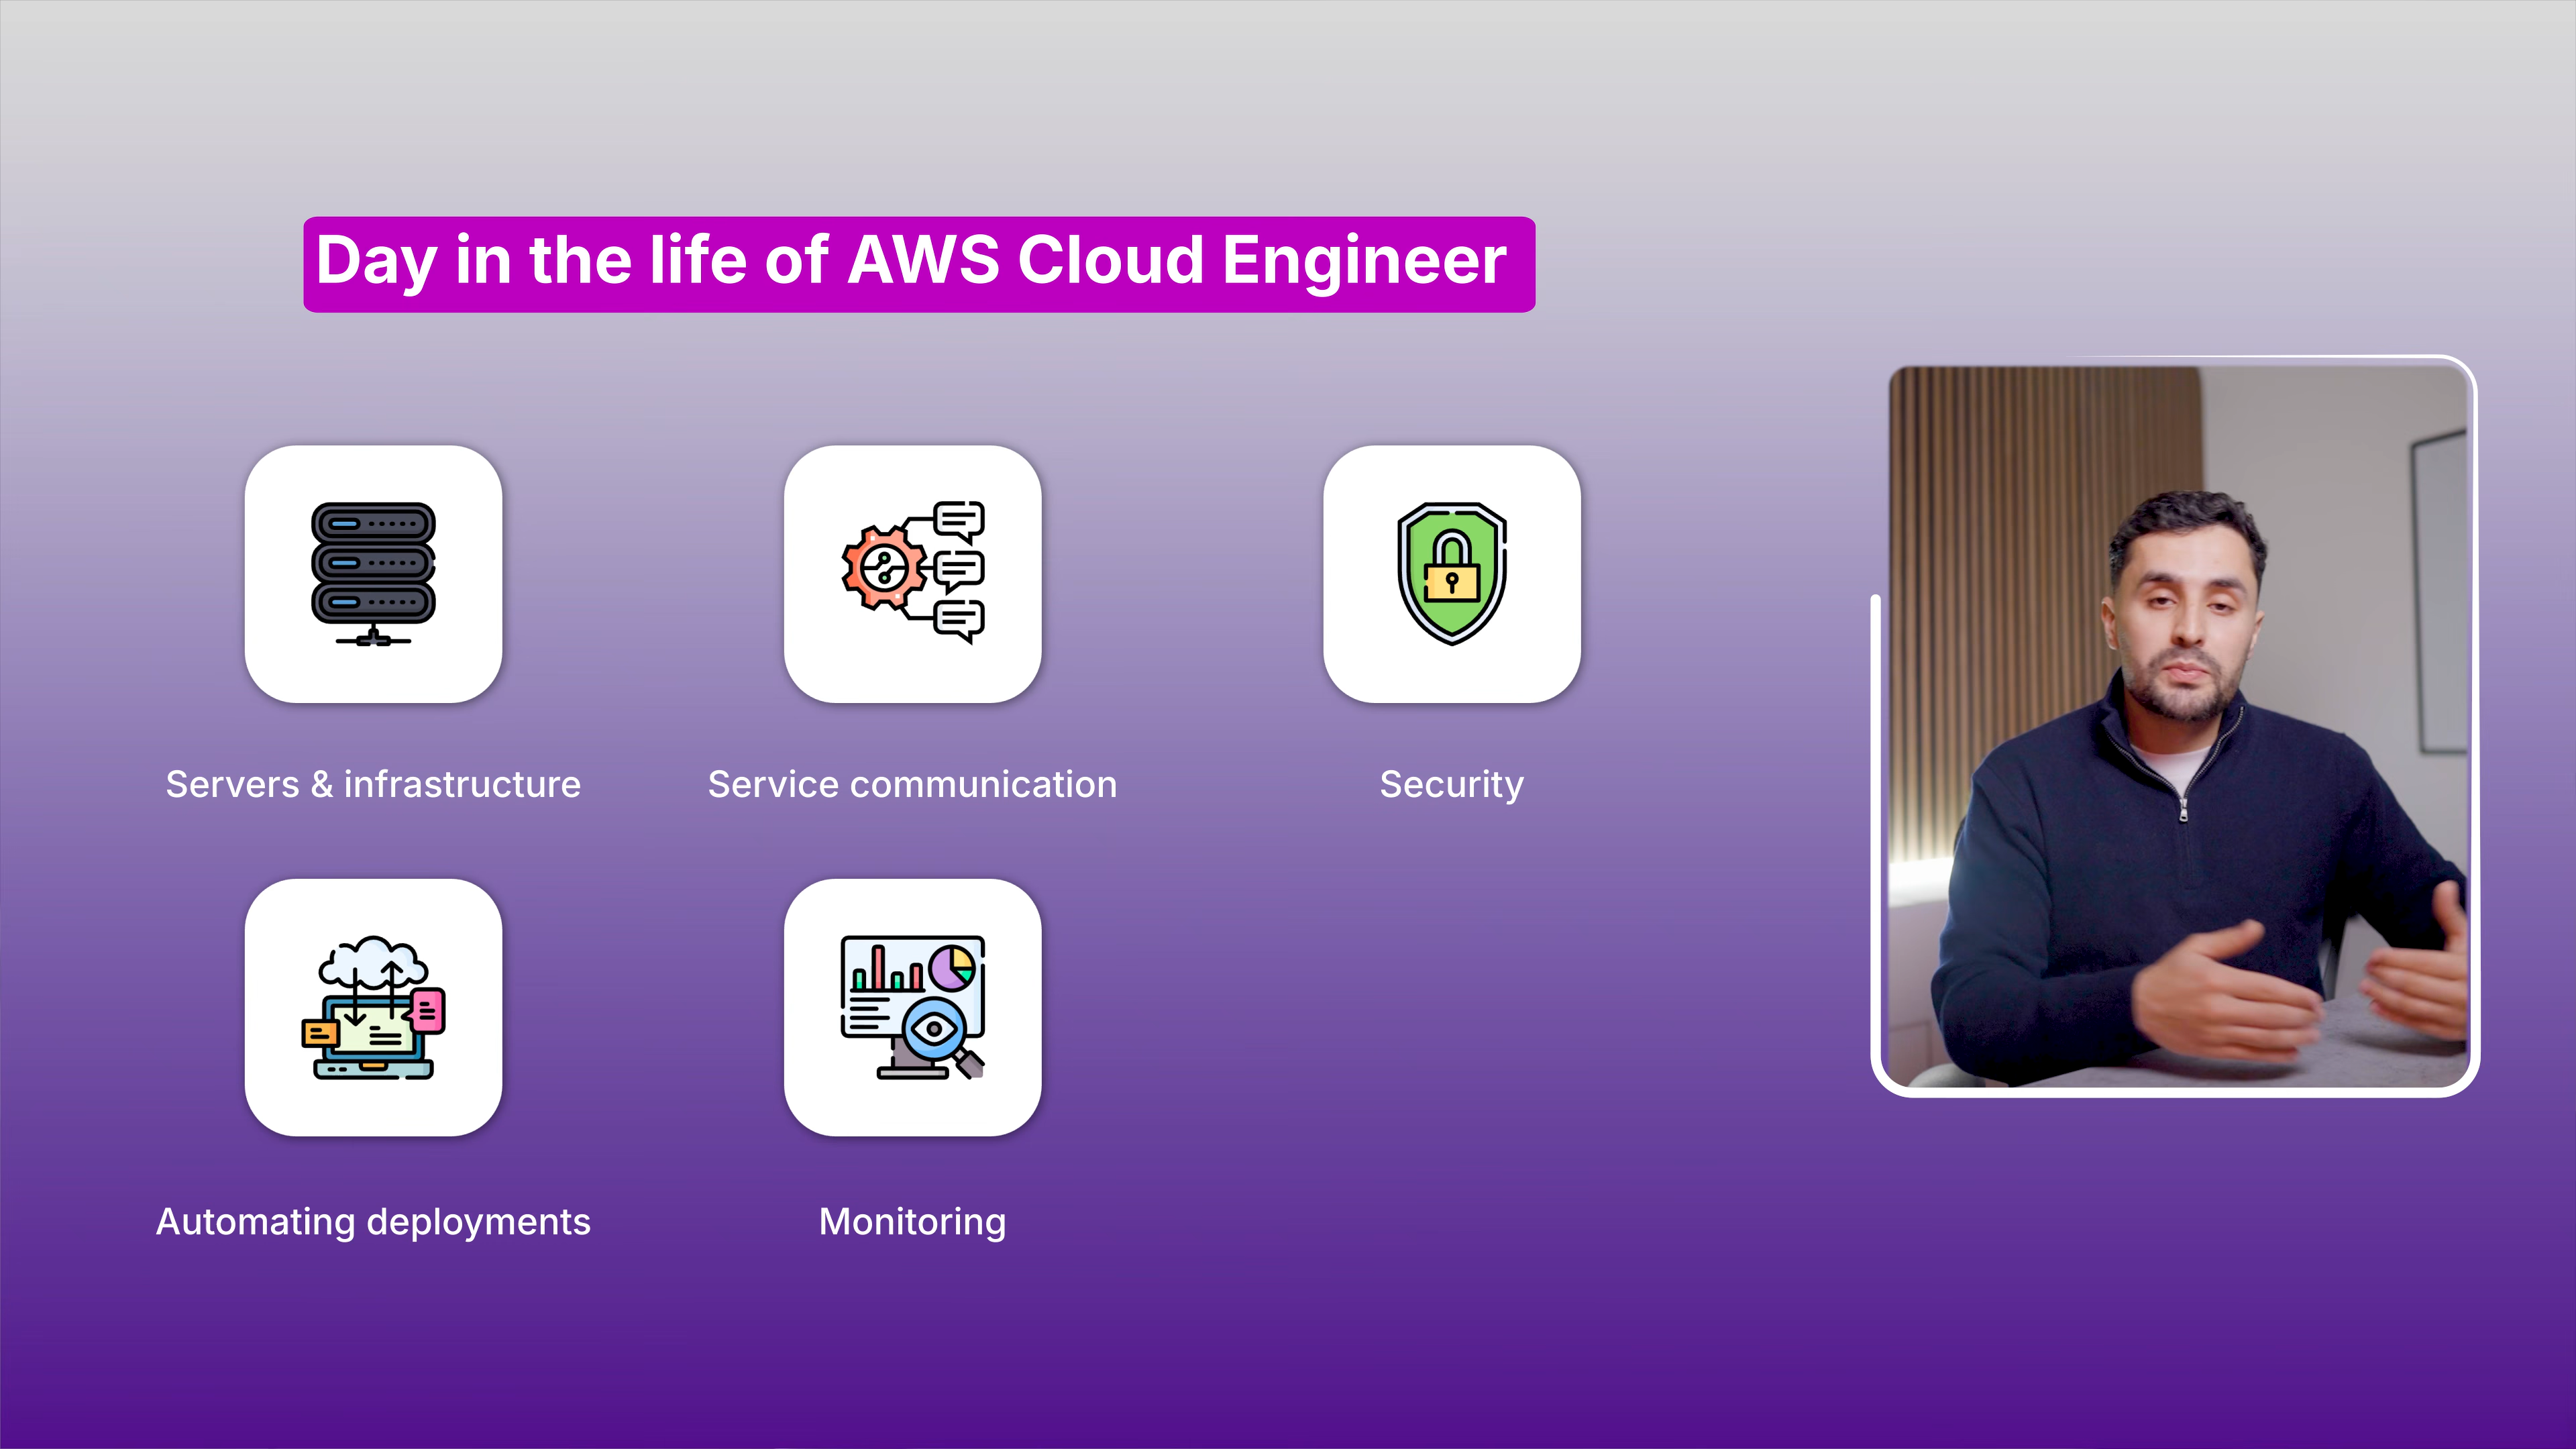 Day in the life of AWS Cloud Engineer
Servers & infrastructure
Service communication
Security
Automating deployments
Monitoring